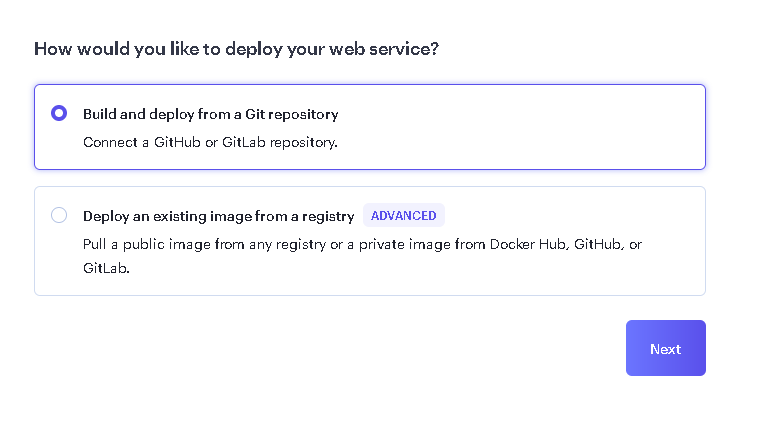 How would you like to deploy your web service?
Build and deploy from a Git repository
Connect a GitHub or GitLab repository.
Deploy an existing image from a registry ADVANCED
Pull a public image from any registry or a private image from Docker Hub, GitHub, or
GitLab.
Next